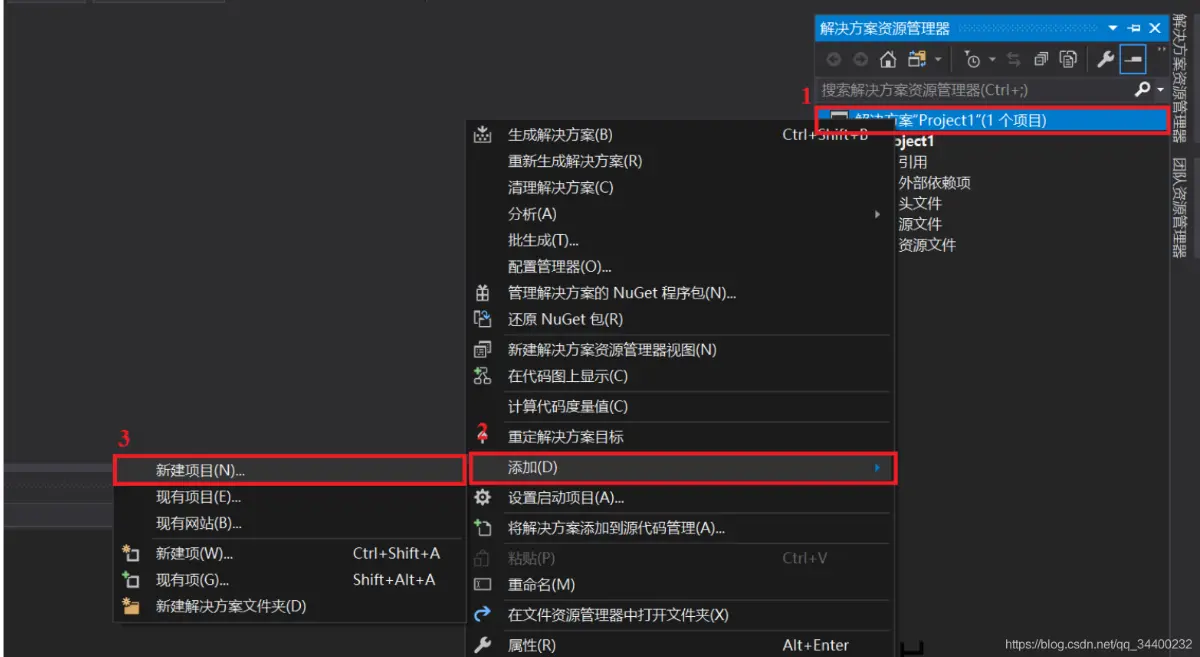 解决方案资源管理器
搜索解决方案资源管理器(Ctrl+;)
1
解决方案"Project1"(1 个项目)
oject1
引用
外部依赖项
头文件
源文件
资源文件
解决方案资源管理器
团队资源管理器
生成解决方案(B) Ctrl+Shift+B
重新生成解决方案(R)
清理解决方案(C)
分析(A)
批生成(T)...
配置管理器(O)...
管理解决方案的 NuGet 程序包(N)...
还原 NuGet 包(R)
新建解决方案资源管理器视图(N)
在代码图上显示(C)
计算代码度量值(C)
2
重定解决方案目标
添加(D)
设置启动项目(A)...
将解决方案添加到源代码管理(A)...
粘贴(P) Ctrl+V
重命名(M)
在文件资源管理器中打开文件夹(X)
属性(R) Alt+Enter
3
新建项目(N)...
现有项目(E)...
现有网站(B)...
新建项(W)... Ctrl+Shift+A
现有项(G)... Shift+Alt+A
新建解决方案文件夹(D)
https://blog.csdn.net/qq_34400232